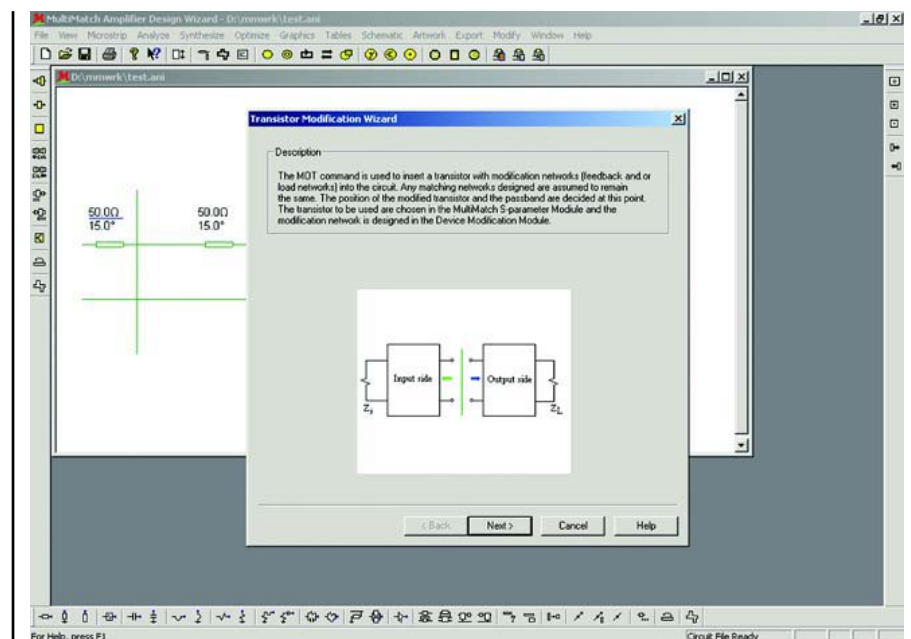 MultiMatch Amplifier Design Wizard - D:\mmwrk\test.ani
File View Microstrip Analyze Synthesize Optimize Graphics Tables Schematic Artwork Export Modify Window Help
D:\mmwrk\test.ani
50.0Ω 50.0Ω
15.0° 15.0°
Transistor Modification Wizard
Description
The MOT command is used to insert a transistor with modification networks (feedback and or
load networks) into the circuit. Any matching networks designed are assumed to remain
the same. The position of the modified transistor and the passband are decided at this point.
The transistor to be used are chosen in the MultiMatch S-parameter Module and the
modification network is designed in the Device Modification Module.
Input side Output side
Zs ZL
< Back Next > Cancel Help
For Help, press F1 Circuit File Ready